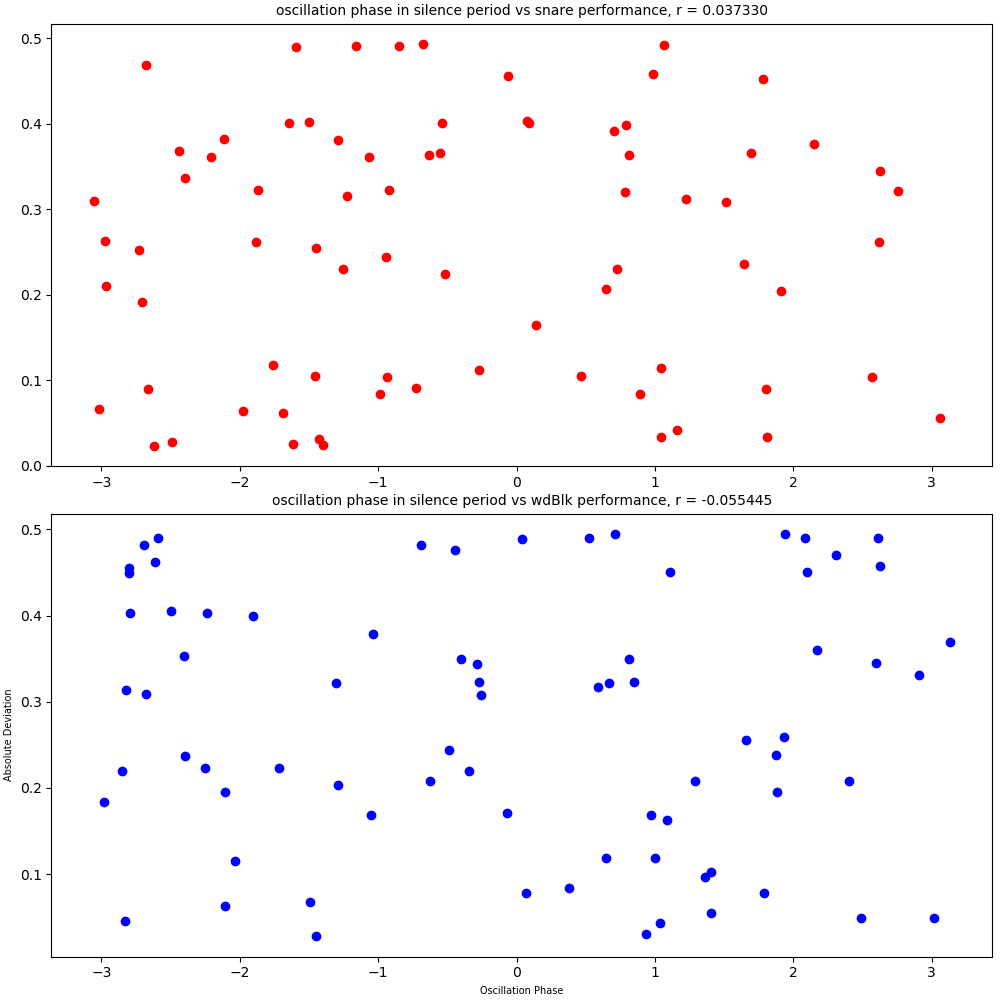 oscillation phase in silence period vs snare performance, r = 0.037330
0.5
0.4
0.3
0.2
0.1
0.0
−3 −2 −1 0 1 2 3
oscillation phase in silence period vs wdBlk performance, r = -0.055445
0.5
0.4
0.3
0.2
0.1
Absolute Deviation
−3 −2 −1 0 1 2 3
Oscillation Phase